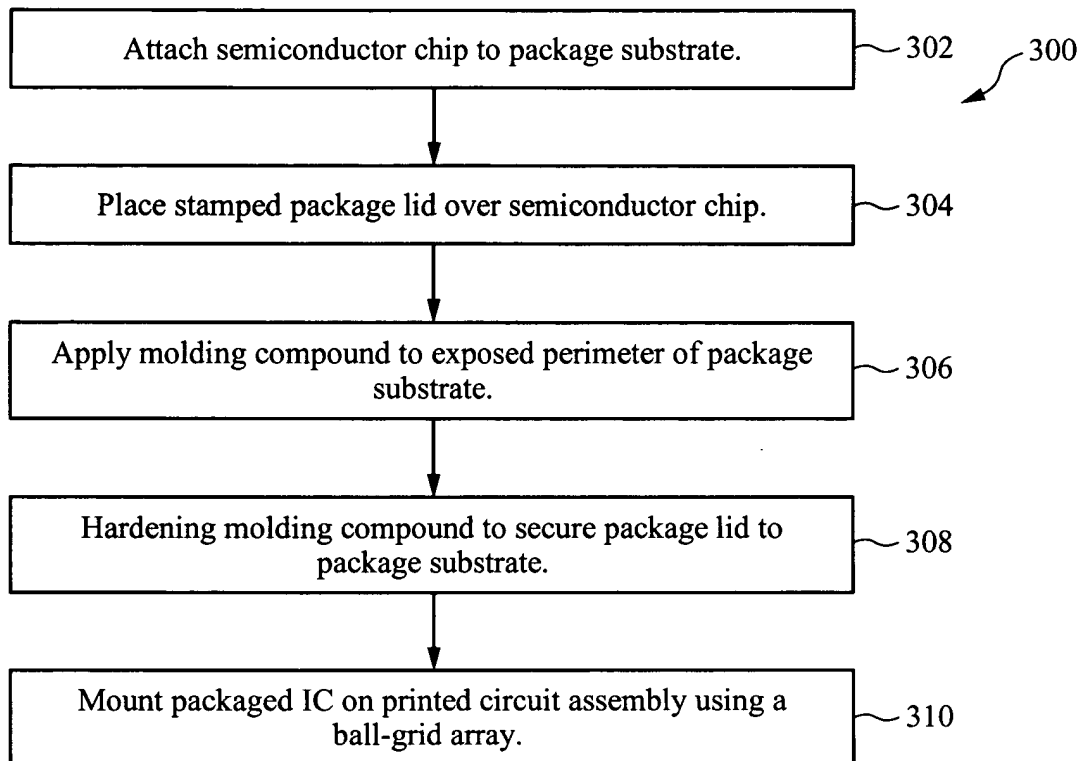 Attach semiconductor chip to package substrate.
302
300
Place stamped package lid over semiconductor chip.
304
Apply molding compound to exposed perimeter of package
substrate.
306
Hardening molding compound to secure package lid to
package substrate.
308
Mount packaged IC on printed circuit assembly using a
ball-grid array.
310